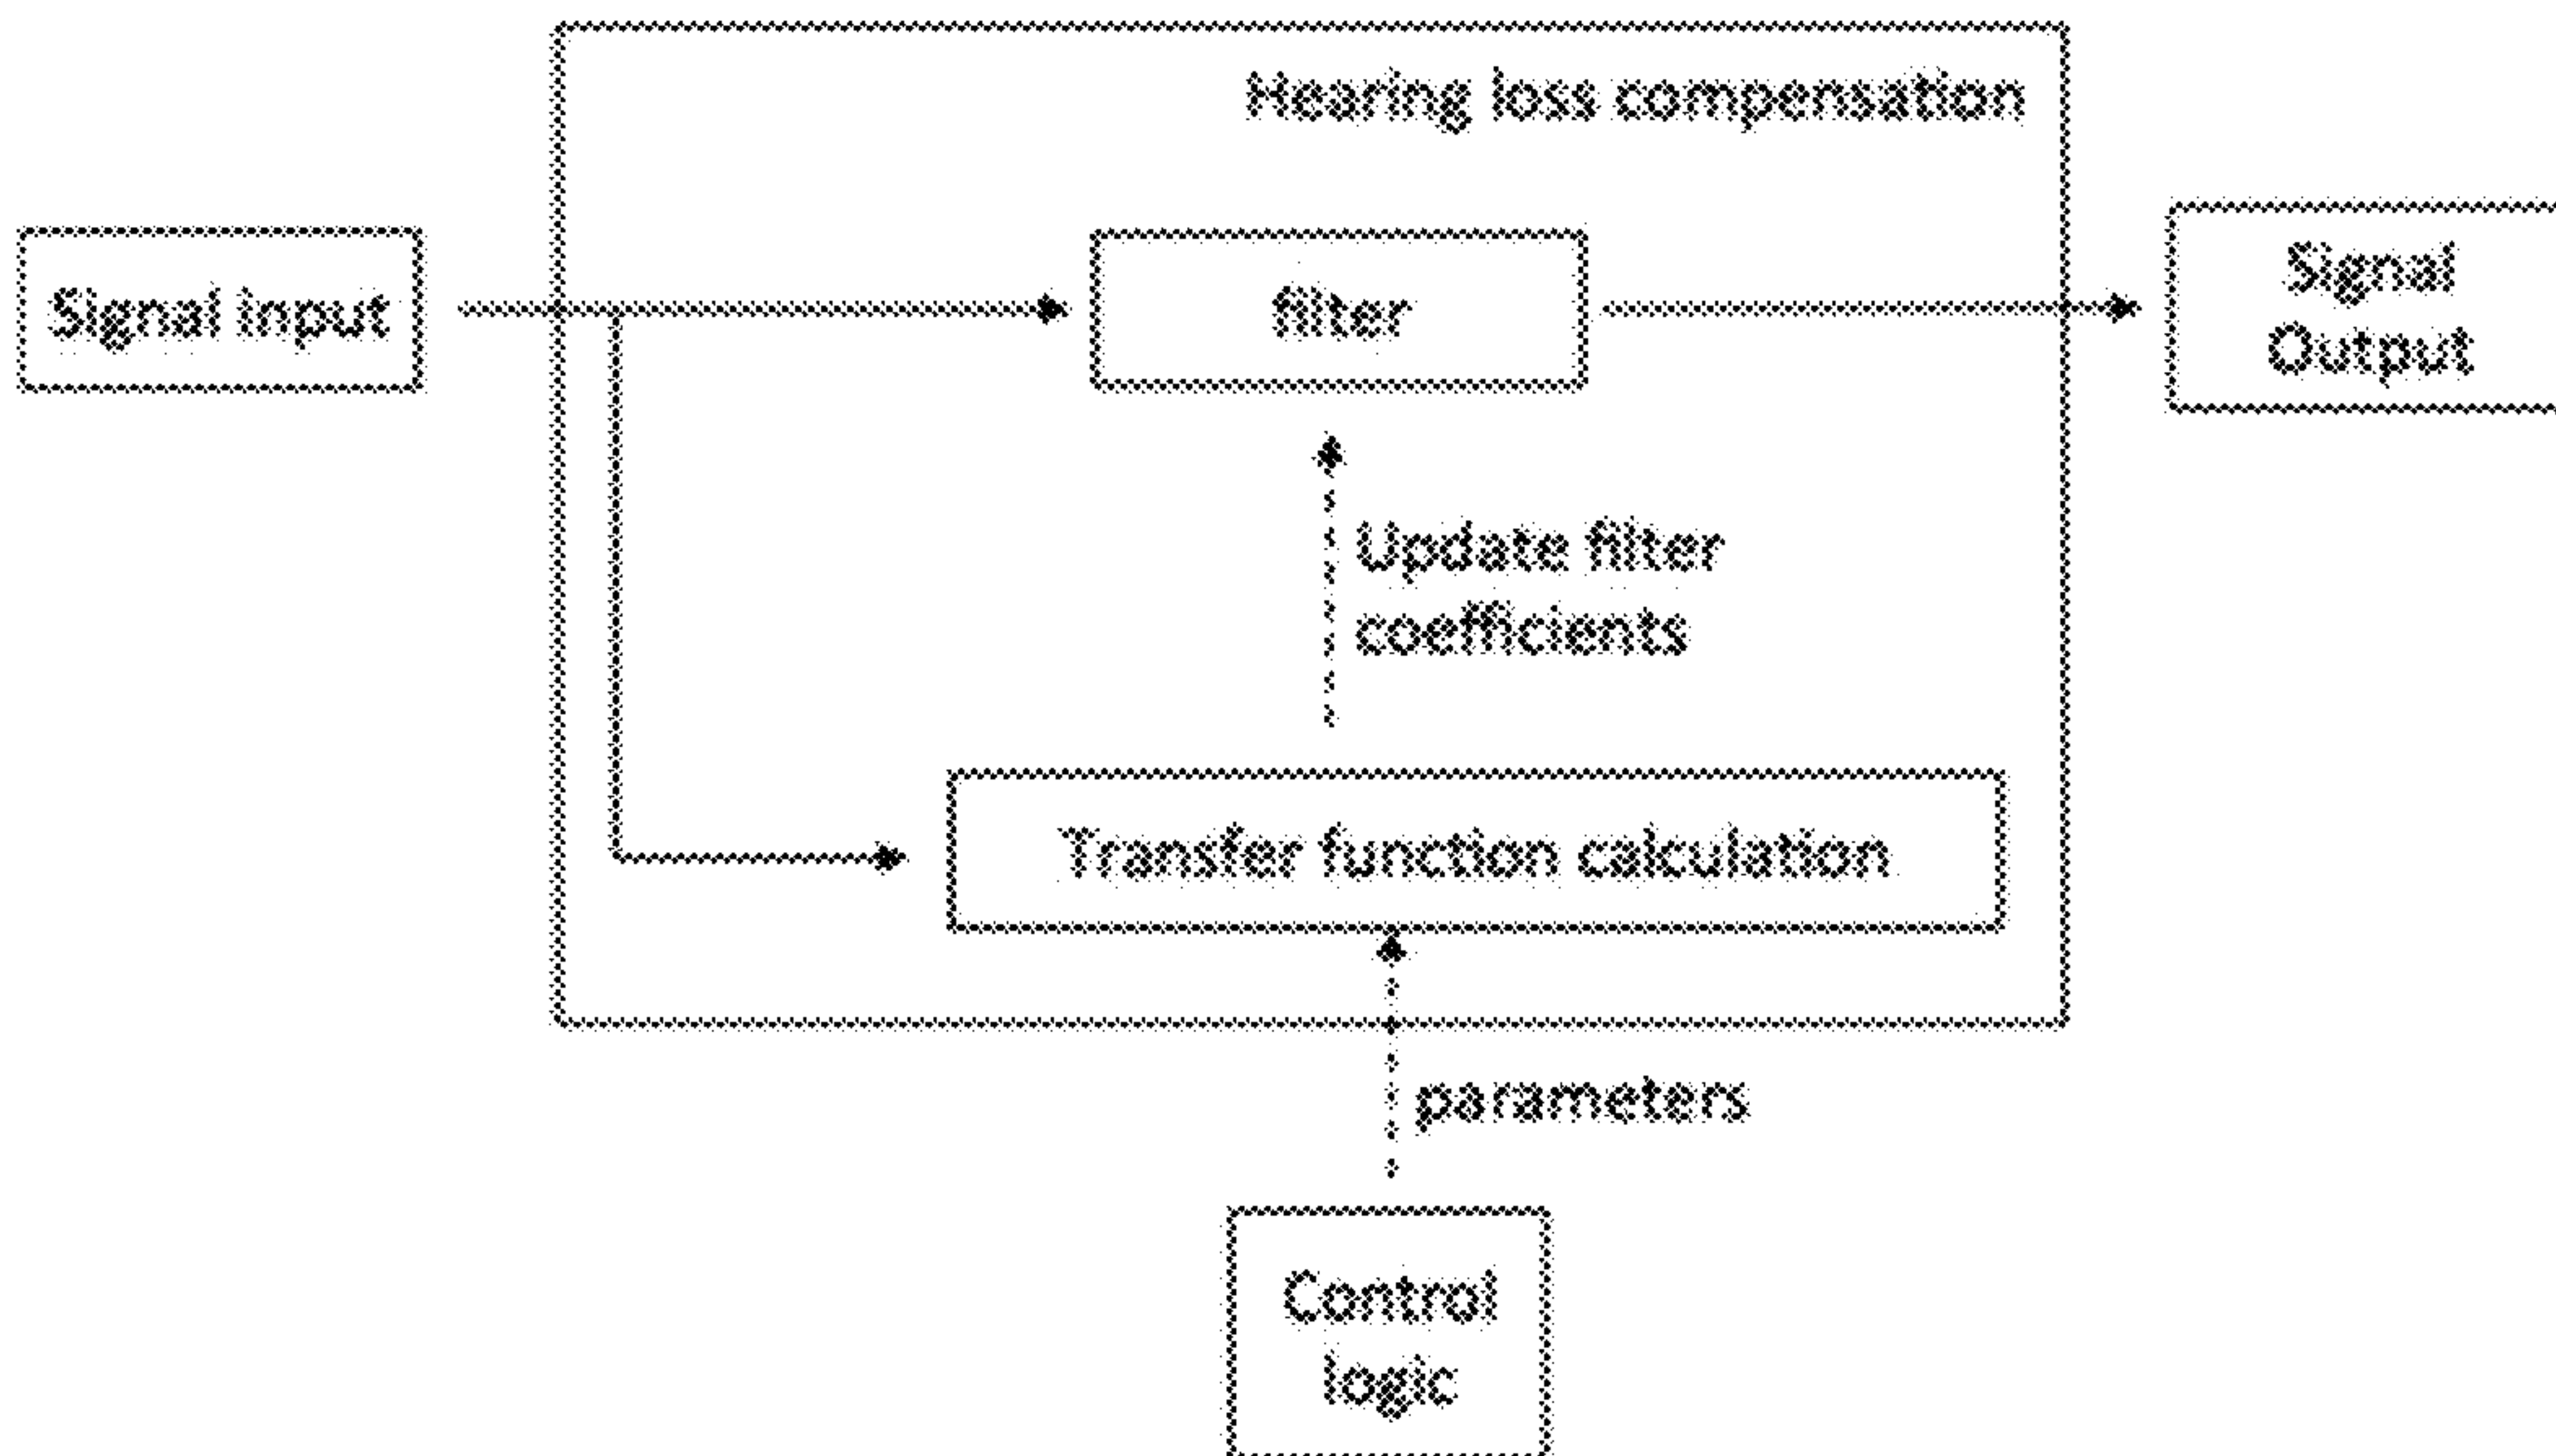 Hearing loss compensation
Signal input
filter
Signal
Output
Update filter
coefficients
Transfer function calculation
parameters
Control
logic